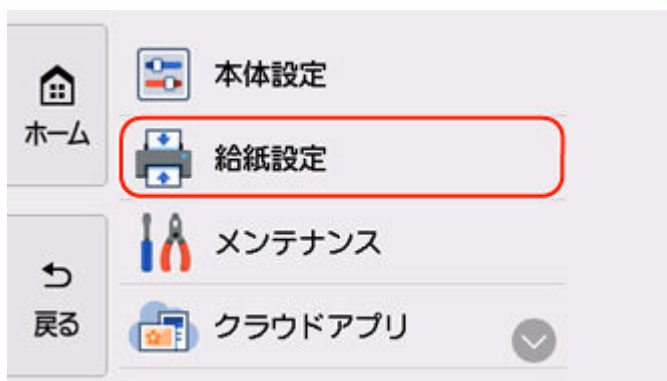 ホーム
戻る
本体設定
給紙設定
メンテナンス
クラウドアプリ